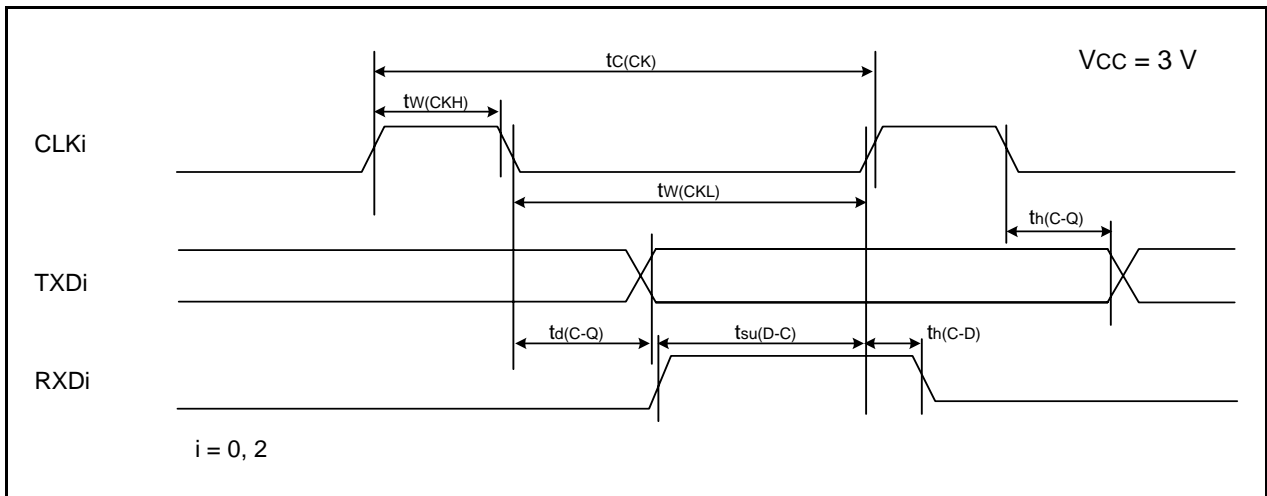 tC(CK)
VCC = 3 V
tW(CKH)
CLKi
tW(CKL)
th(C-Q)
TXDi
td(C-Q)
tsu(D-C)
th(C-D)
RXDi
i = 0, 2